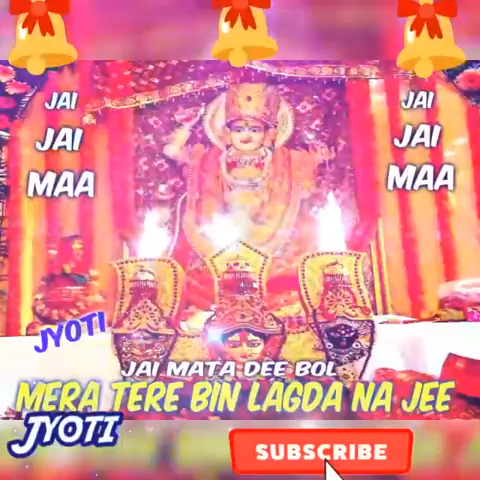 JAI
JAI
MAA
JAI
JAI
MAA
JYOTI
JAI MATA DEE BOL
MERA TERE BIN LAGDA NA JEE
JYOTI
SUBSCRIBE